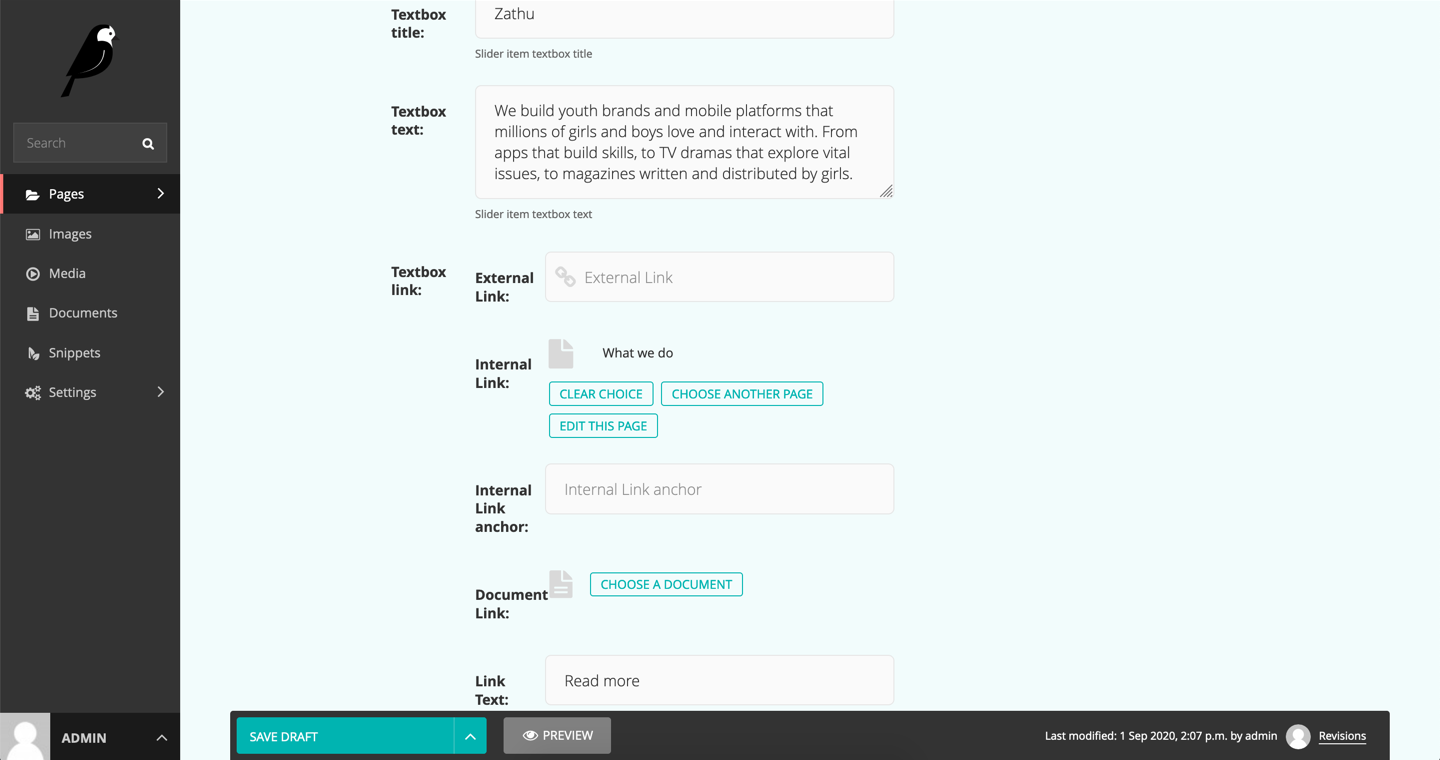 Search
Pages
Images
Media
Documents
Snippets
Settings
ADMIN
Textbox
title:
Zathu
Slider item textbox title
Textbox
text:
We build youth brands and mobile platforms that
millions of girls and boys love and interact with. From
apps that build skills, to TV dramas that explore vital
issues, to magazines written and distributed by girls.
Slider item textbox text
Textbox
link:
External
Link:
External Link
Internal
Link:
What we do
CLEAR CHOICE
CHOOSE ANOTHER PAGE
EDIT THIS PAGE
Internal
Link
anchor:
Internal Link anchor
Document
Link:
CHOOSE A DOCUMENT
Link
Text:
Read more
SAVE DRAFT
PREVIEW
Last modified: 1 Sep 2020, 2:07 p.m. by admin
Revisions